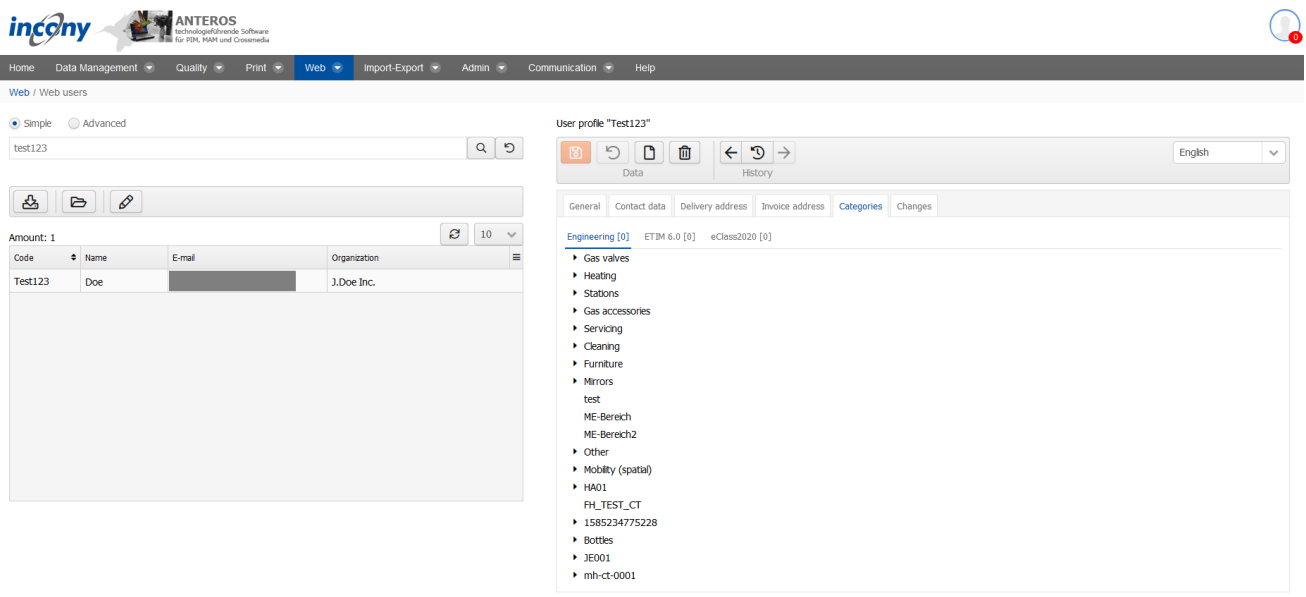 incony
ANTEROS
technologieführende Software
für PIM, MAM und Crossmedia
0
Home Data Management Quality Print Web Import-Export Admin Communication Help
Web / Web users
Simple Advanced
test123
Amount: 1
10
Code Name E-mail Organization
Test123 Doe J.Doe Inc.
User profile "Test123"
Data History
English
General Contact data Delivery address Invoice address Categories Changes
Engineering [0] ETIM 6.0 [0] eClass2020 [0]
Gas valves
Heating
Stations
Gas accessories
Servicing
Cleaning
Furniture
Mirrors
test
ME-Bereich
ME-Bereich2
Other
Mobility (spatial)
HA01
FH_TEST_CT
1585234775228
Bottles
JE001
mh-ct-0001